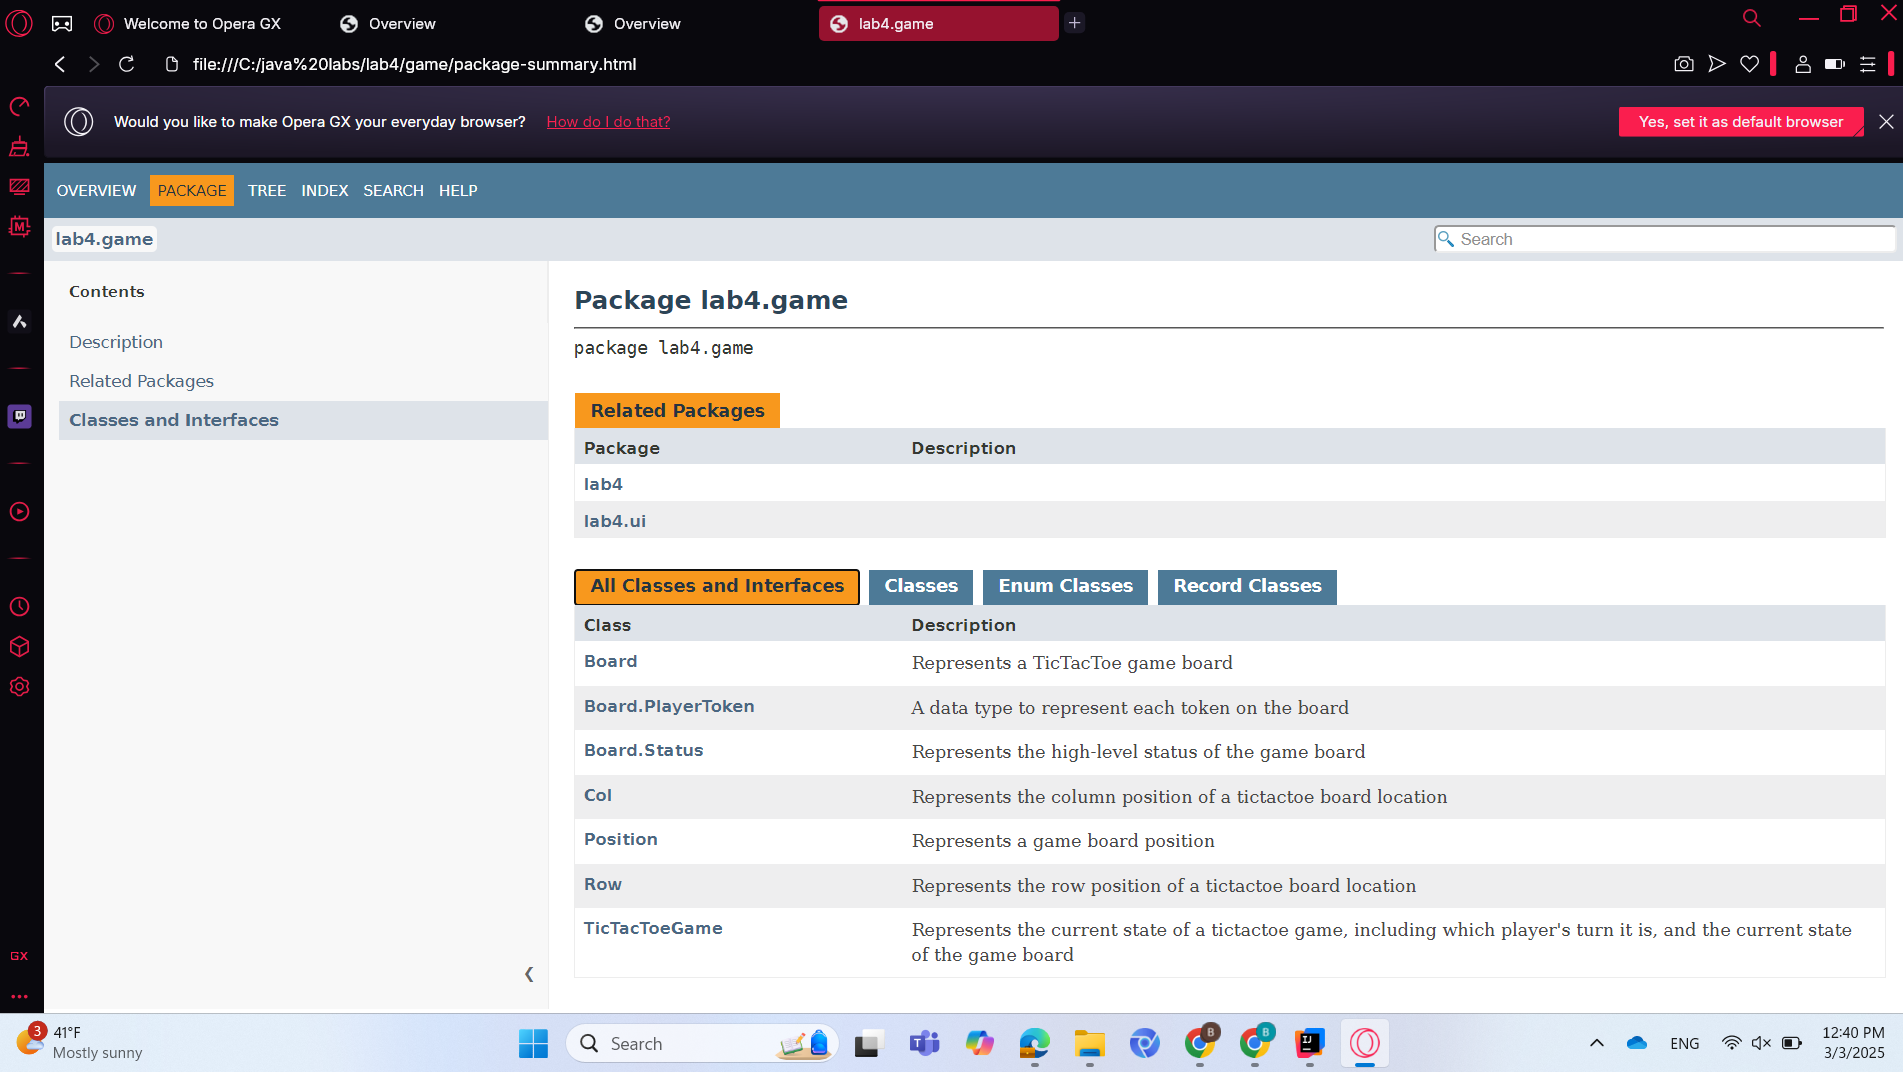 Welcome to Opera GX
Overview
Overview
lab4.game
file:///C:/java%20labs/lab4/game/package-summary.html
Would you like to make Opera GX your everyday browser? How do I do that?
Yes, set it as default browser
OVERVIEW PACKAGE TREE INDEX SEARCH HELP
lab4.game
Search
Contents
Description
Related Packages
Classes and Interfaces
Package lab4.game
package lab4.game
Related Packages
Package Description
lab4
lab4.ui
All Classes and Interfaces Classes Enum Classes Record Classes
Class Description
Board Represents a TicTacToe game board
Board.PlayerToken A data type to represent each token on the board
Board.Status Represents the high-level status of the game board
Col Represents the column position of a tictactoe board location
Position Represents a game board position
Row Represents the row position of a tictactoe board location
TicTacToeGame Represents the current state of a tictactoe game, including which player's turn it is, and the current state
of the game board
M
GX
3
41°F
Mostly sunny
Search
T
B
B
IJ
ENG
12:40 PM
3/3/2025